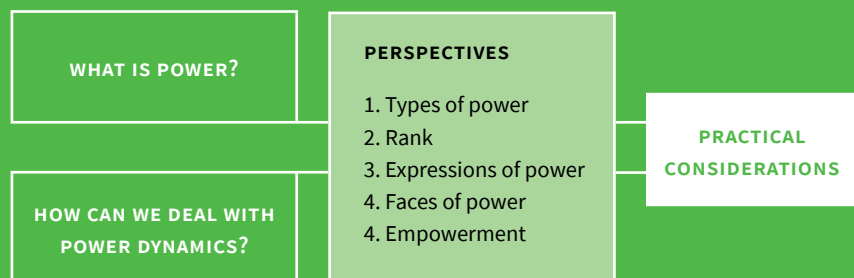 WHAT IS POWER?
HOW CAN WE DEAL WITH
POWER DYNAMICS?
PERSPECTIVES
1. Types of power
2. Rank
3. Expressions of power
4. Faces of power
4. Empowerment
PRACTICAL
CONSIDERATIONS